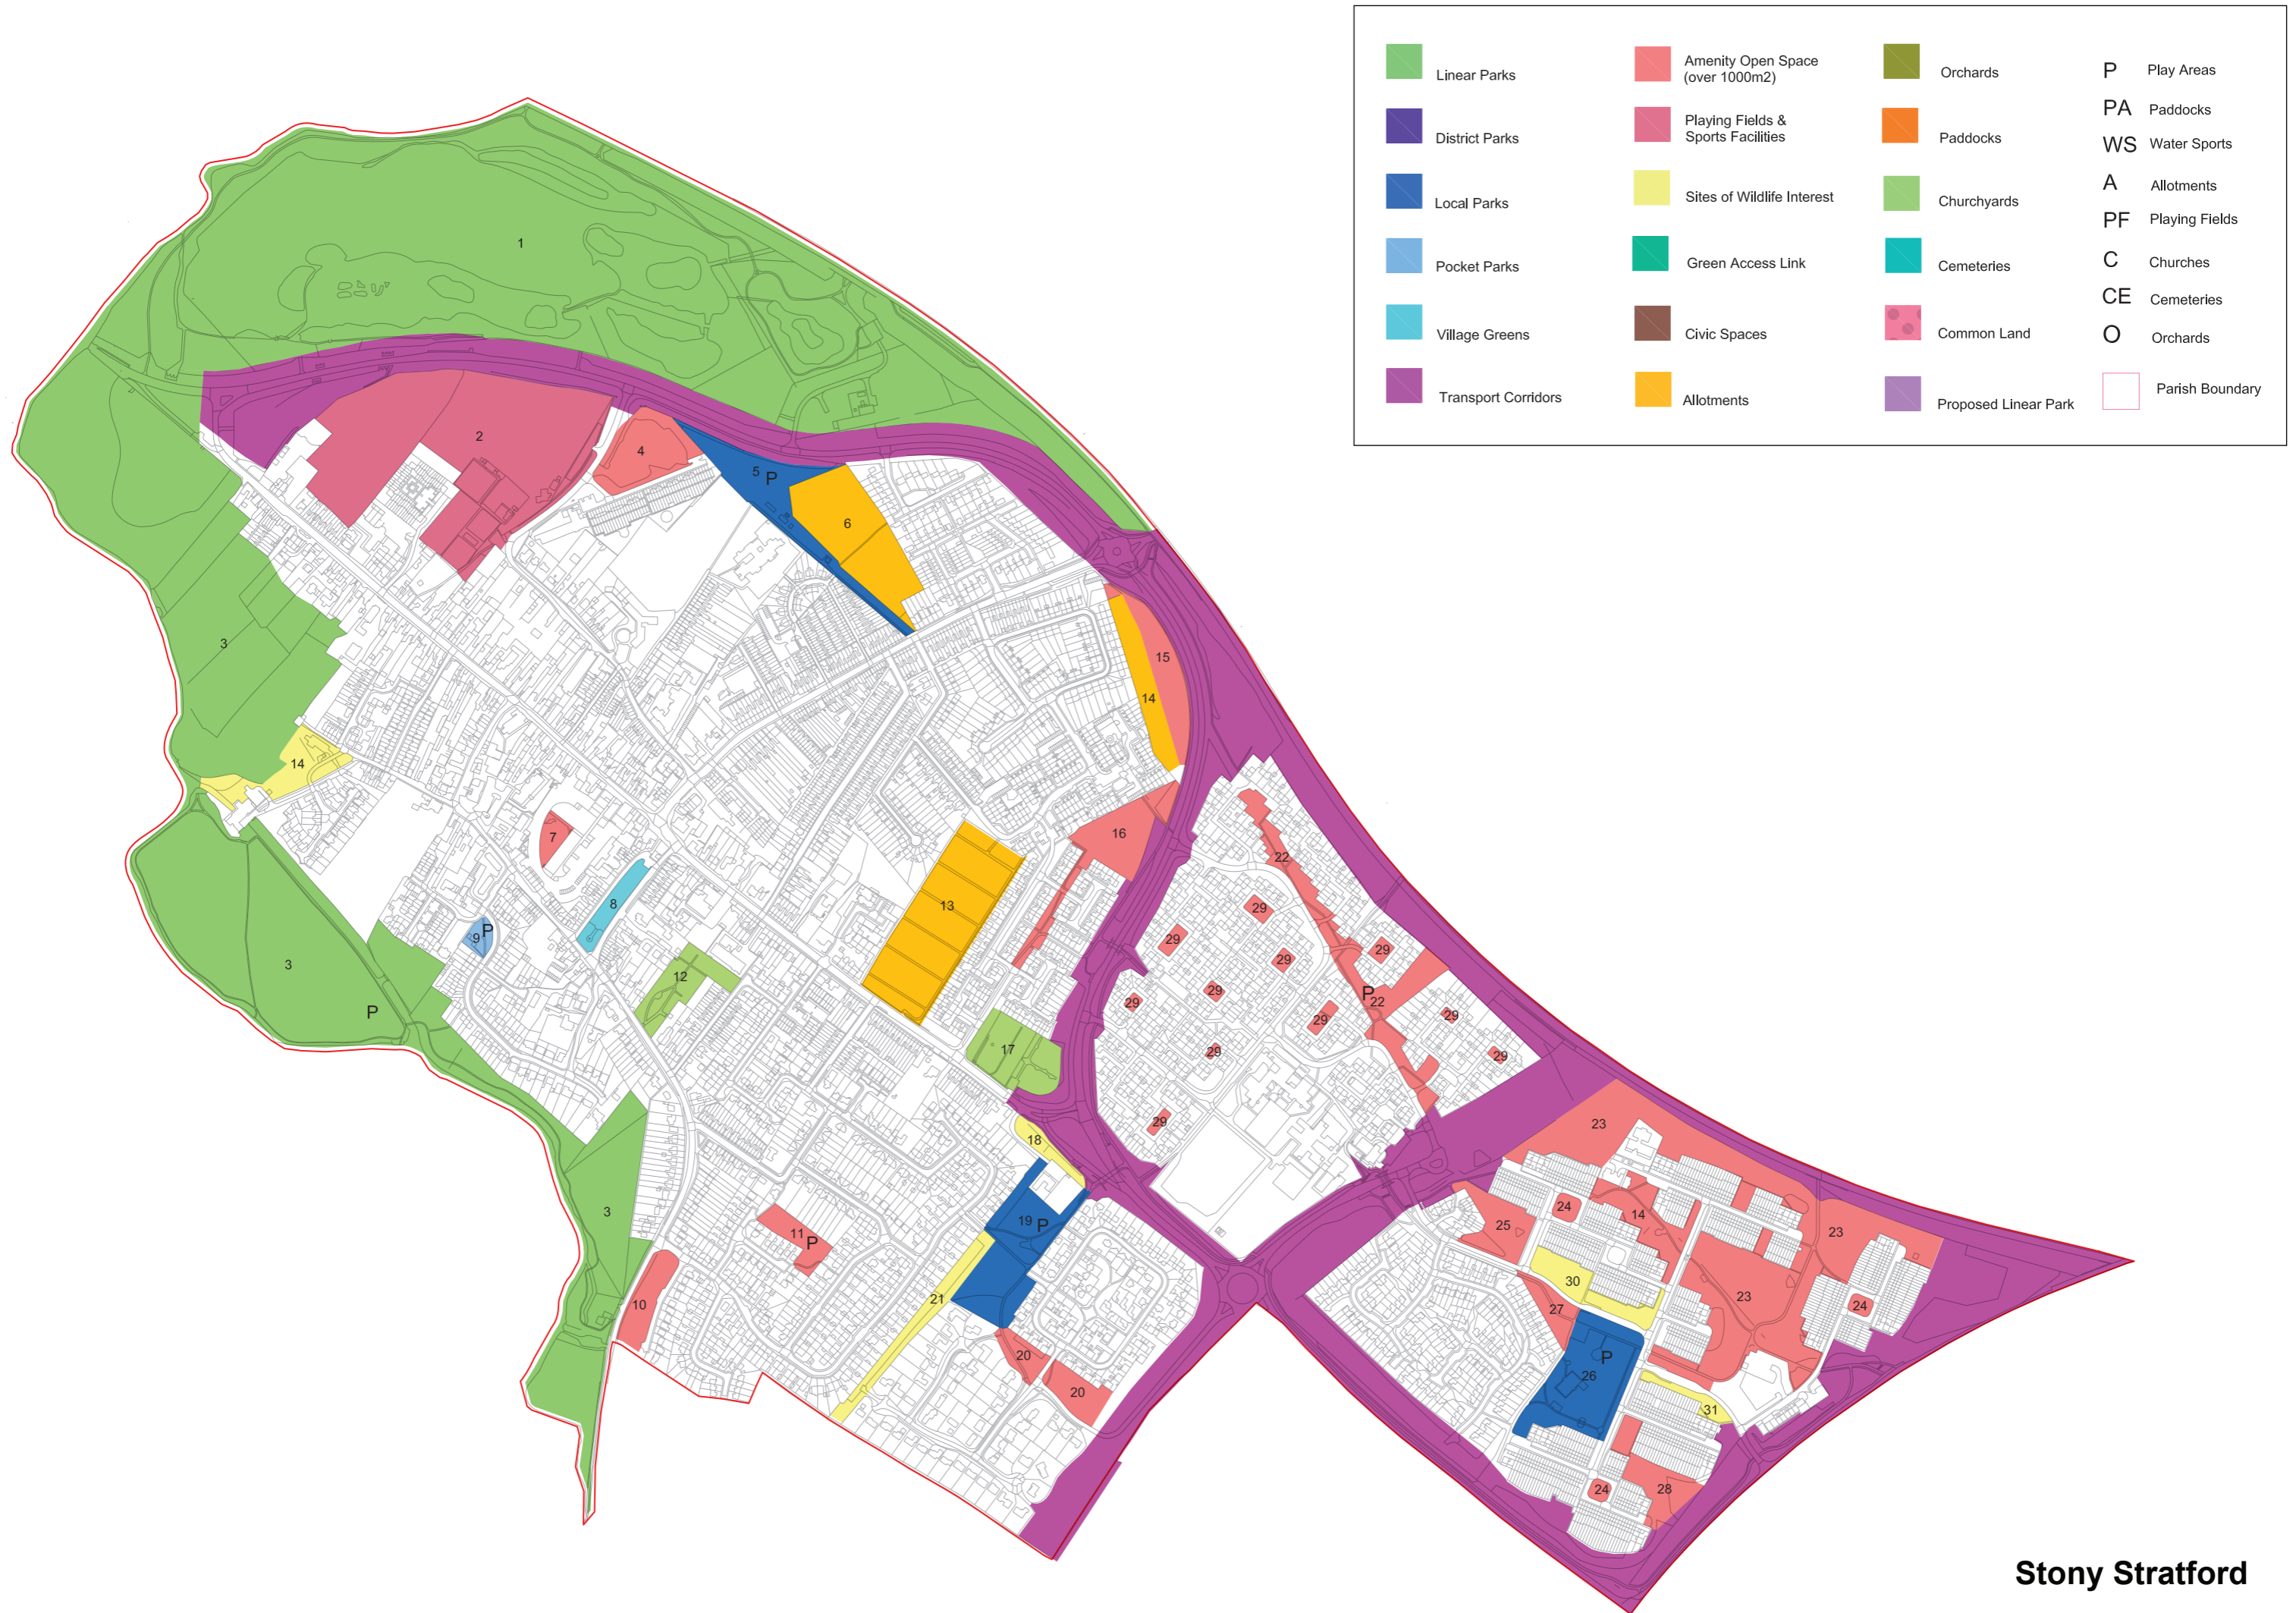 Linear Parks
District Parks
Local Parks
Pocket Parks
Village Greens
Transport Corridors
Amenity Open Space
(over 1000m2)
Playing Fields &
Sports Facilities
Sites of Wildlife Interest
Green Access Link
Civic Spaces
Allotments
Orchards
Paddocks
Churchyards
Cemeteries
Common Land
Proposed Linear Park
P Play Areas
PA Paddocks
WS Water Sports
A Allotments
PF Playing Fields
C Churches
CE Cemeteries
O Orchards
Parish Boundary
1
2
4
5 P
6
3
15
14
14
7
16
22
8
13
29
9 P
29
29
29
12
3
29
P 22
29
P
29
29
17
29
29
29
18
23
3
11 P
19 P
25
24
14
23
30
21
10
27
23
24
20
P
26
20
31
24
28
Stony Stratford